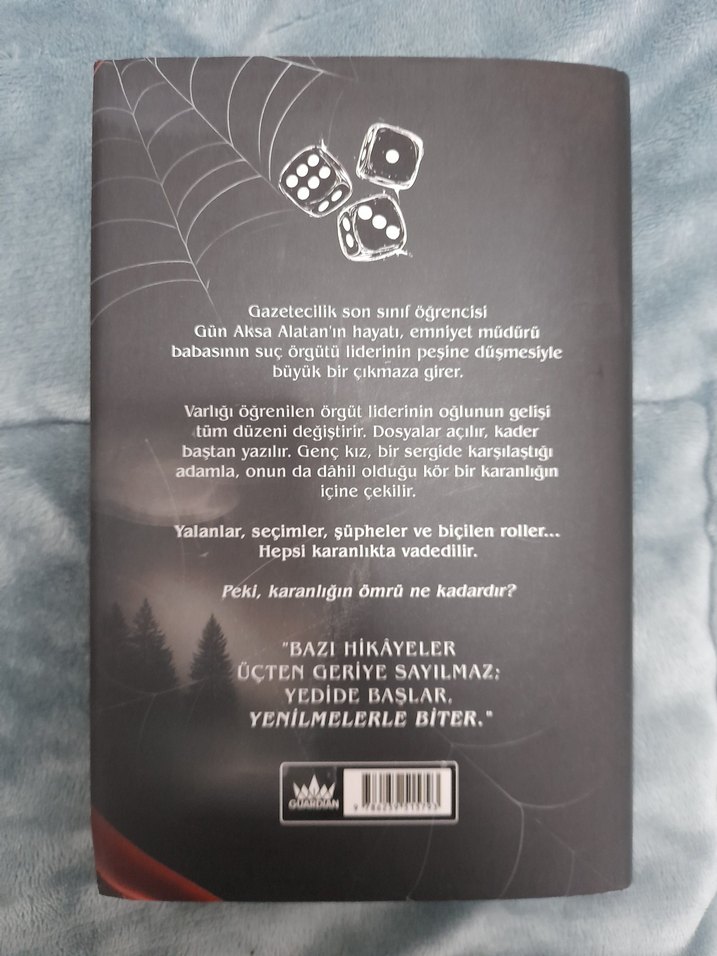 Gazetecilik son sınıf öğrencisi
Gün Aksa Alatan'ın hayatı, emniyet müdürü
babasının suç örgütü liderinin peşine düşmesiyle
büyük bir çıkmaza girer.
Varlığı öğrenilen örgüt liderinin oğlunun gelişi
tüm düzeni değiştirir. Dosyalar açılır, kader
baştan yazılır. Genç kız, bir sergide karşılaştığı
adamla, onun da dâhil olduğu kör bir karanlığın
içine çekilir.
Yalanlar, seçimler, şüpheler ve biçilen roller...
Hepsi karanlıkta vadedilir.
Peki, karanlığın ömrü ne kadardır?
"BAZI HİKÂYELER
ÜÇTEN GERİYE SAYILMAZ;
YEDİDE BAŞLAR,
YENİLMELERLE BİTER."
GUARDIAN